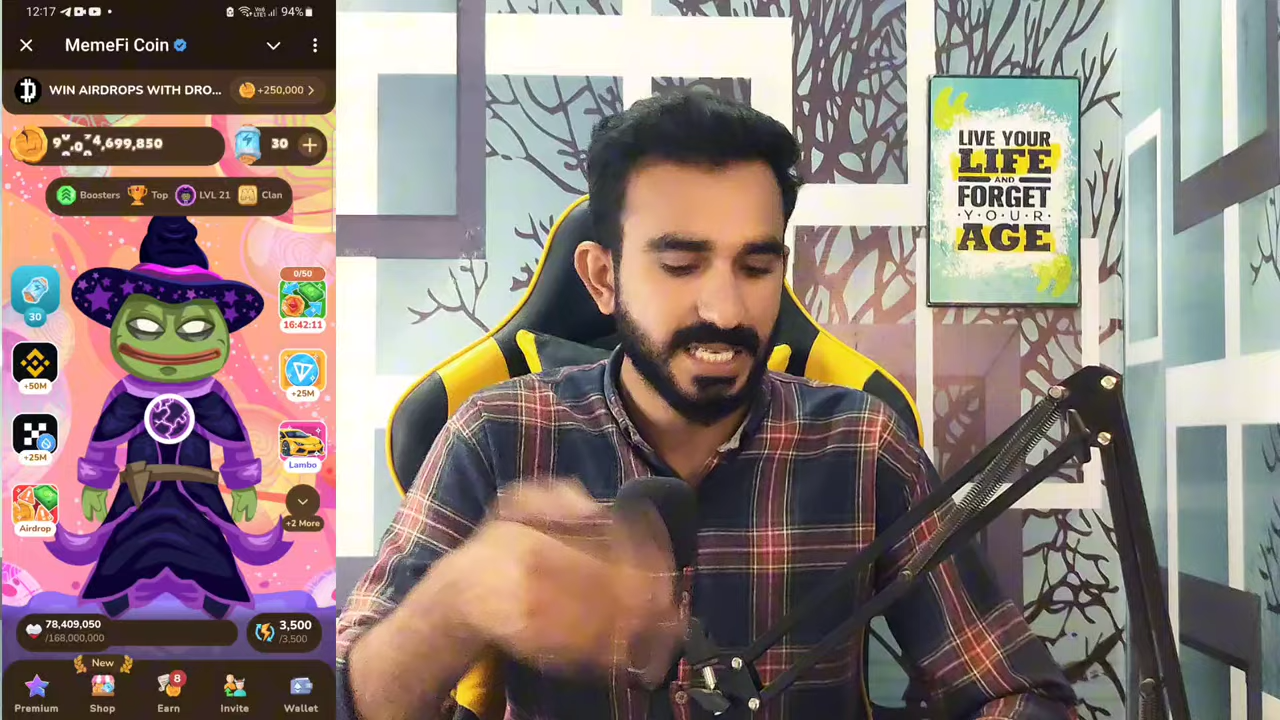 12:17
94%
MemeFi Coin
WIN AIRDROPS WITH DRO...
+250,000
4,699,850
30
Boosters
Top
LVL 21
Clan
30
0/50
16:42:11
+50M
+25M
+25M
Lambo
Airdrop
+2 More
78,409,050
/168,000,000
3,500
/3,500
New
8
Premium
Shop
Earn
Invite
Wallet
LIVE YOUR
LIFE
AND
FORGET
·Y·O·U·R·
AGE